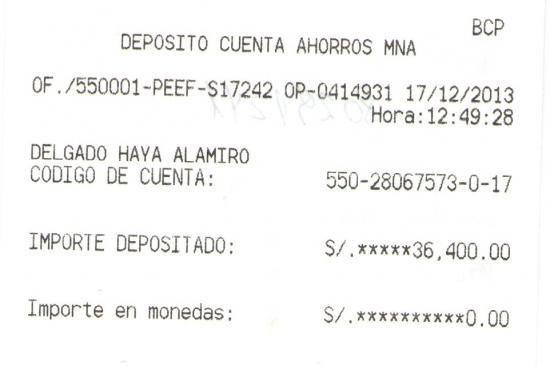 BCP
DEPOSITO CUENTA AHORROS MNA
OF./550001-PEEF-S17242 OP-0414931 17/12/2013
Hora:12:49:28
DELGADO HAYA ALAMIRO
CODIGO DE CUENTA: 550-28067573-0-17
IMPORTE DEPOSITADO: S/.*****36,400.00
Importe en monedas: S/.**********0.00